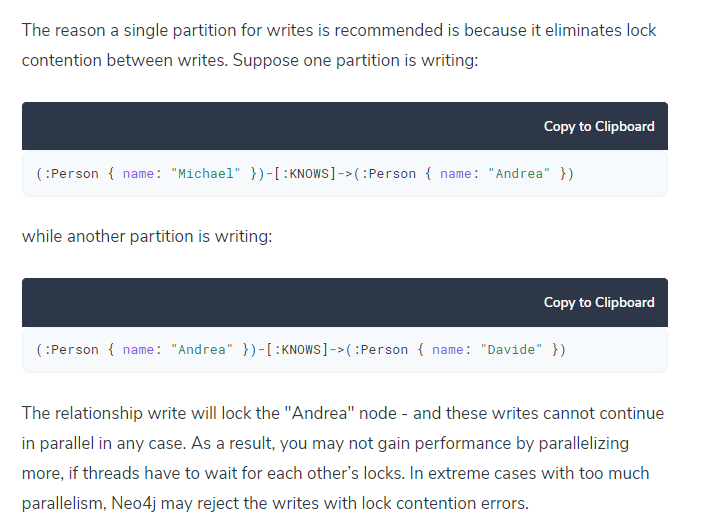 The reason a single partition for writes is recommended is because it eliminates lock
contention between writes. Suppose one partition is writing:
Copy to Clipboard
(:Person { name: "Michael" })-[:KNOWS]->(:Person { name: "Andrea" })
while another partition is writing:
Copy to Clipboard
(:Person { name: "Andrea" })-[:KNOWS]->(:Person { name: "Davide" })
The relationship write will lock the "Andrea" node - and these writes cannot continue
in parallel in any case. As a result, you may not gain performance by parallelizing
more, if threads have to wait for each other’s locks. In extreme cases with too much
parallelism, Neo4j may reject the writes with lock contention errors.